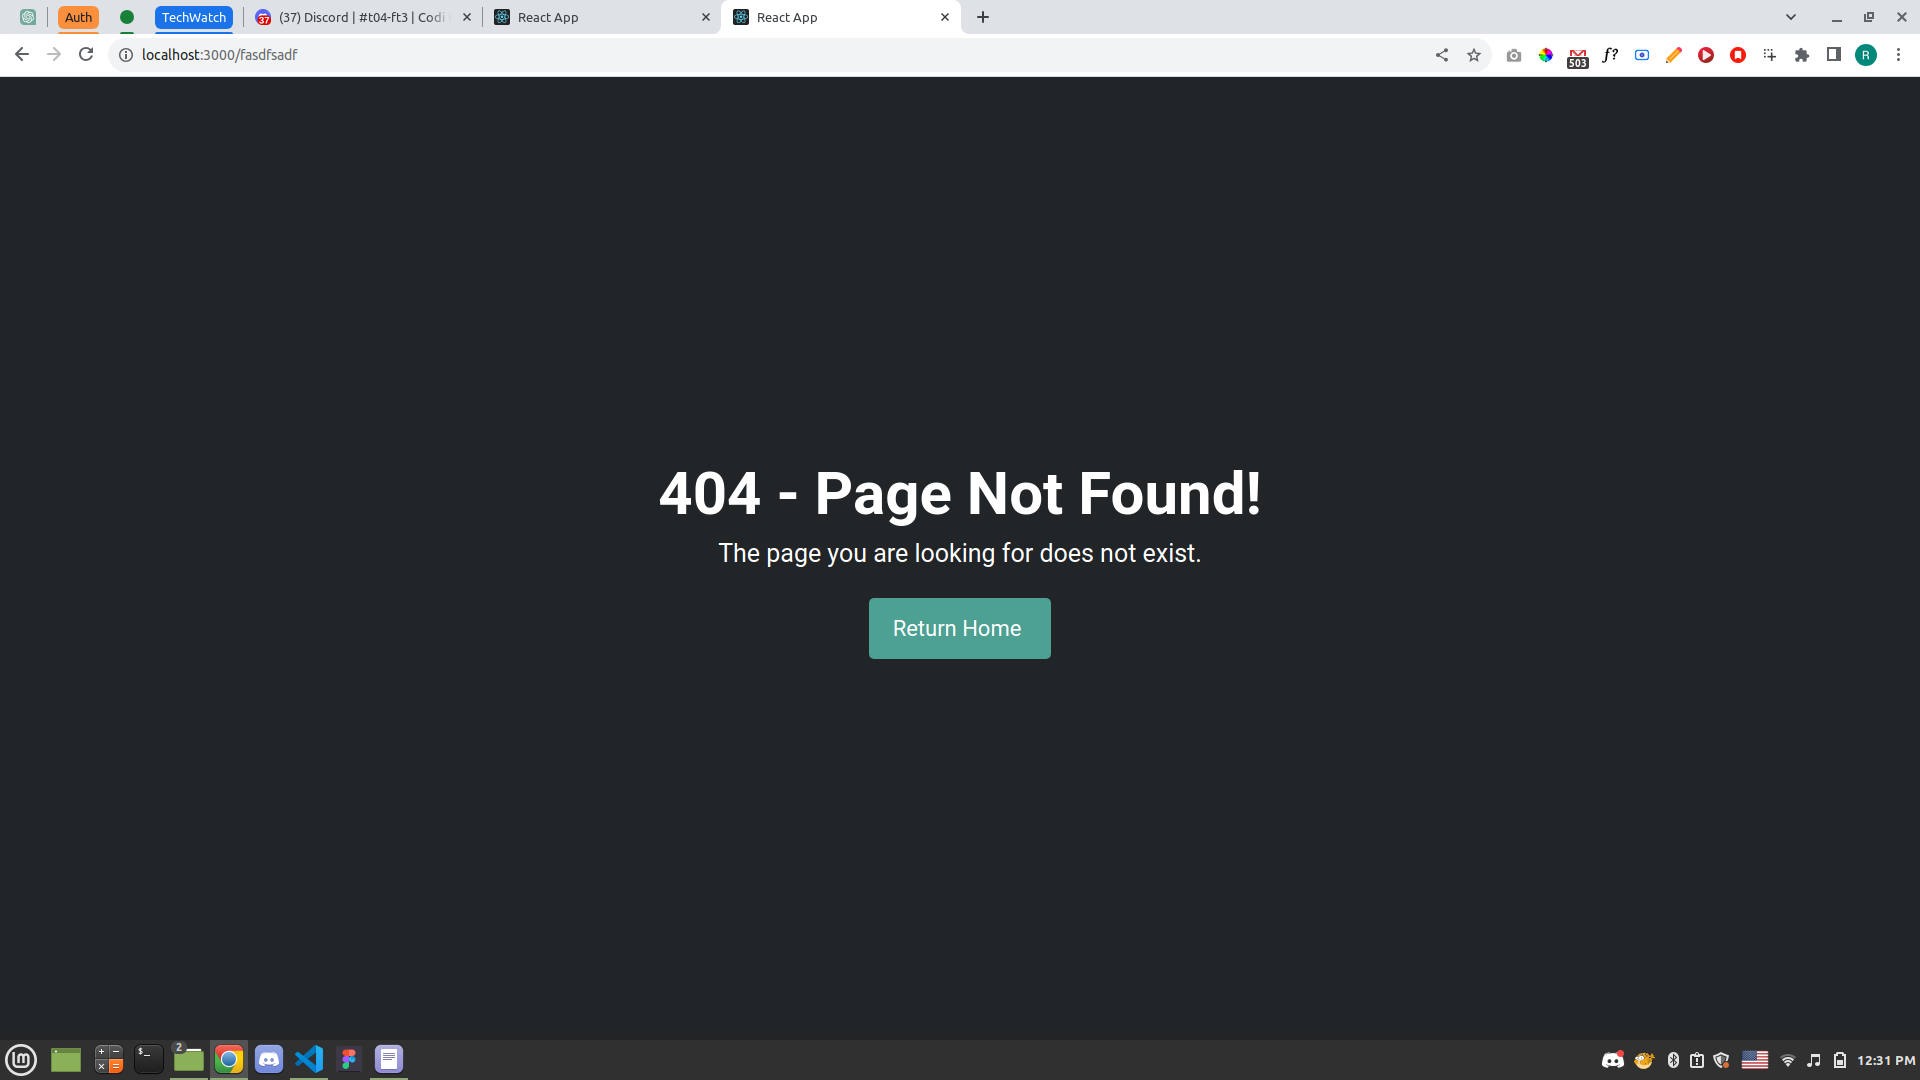 Auth
TechWatch
(37) Discord | #t04-ft3 | Codi
React App
React App
localhost:3000/fasdfsadf
503
f?
R
404 - Page Not Found!
The page you are looking for does not exist.
Return Home
2
12:31 PM